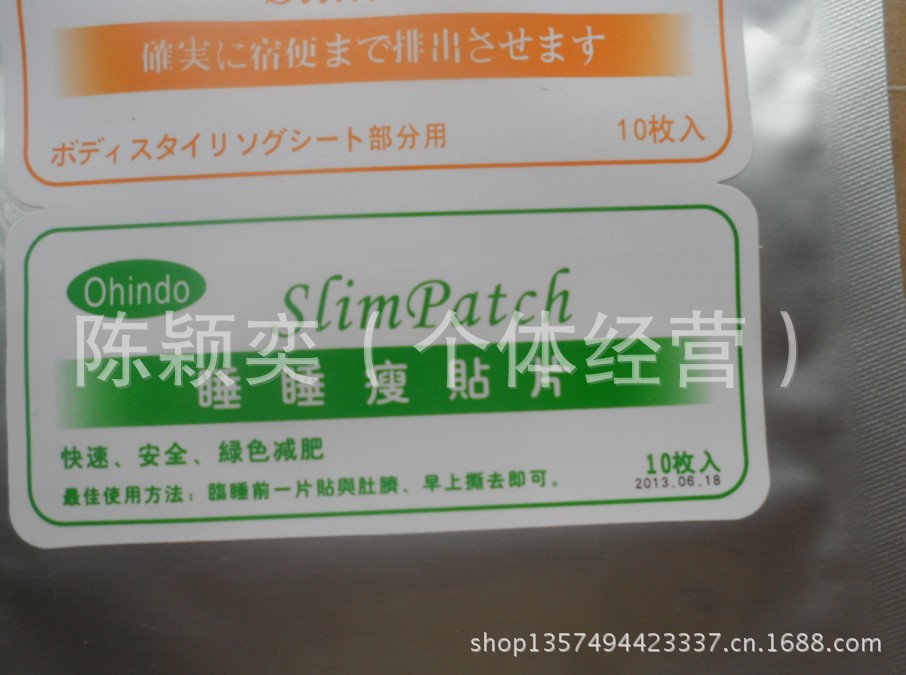 確実に宿便まで排出させます
ボディスタイリソグシート部分用
10枚入
Ohindo
SlimPatch
陈颖奕(个体经营)
睡睡瘦貼片
快速、安全、緑色减肥
10枚入
2013.06.18
最佳使用方法：臨睡前一片貼與肚臍、早上撕去即可。
shop1357494423337.cn.1688.com